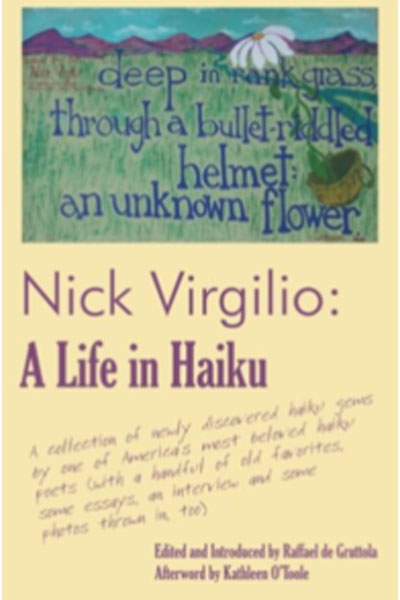 deep in rank grass,
through a bullet-riddled
helmet:
an unknown flower.
Nick Virgilio:
A Life in Haiku
A collection of newly discovered haiku gems
by one of America's most beloved haiku
poets (with a handful of old favorites,
some essays, an interview and some
photos thrown in, too)
Edited and Introduced by Raffael de Gruttola
Afterword by Kathleen O'Toole